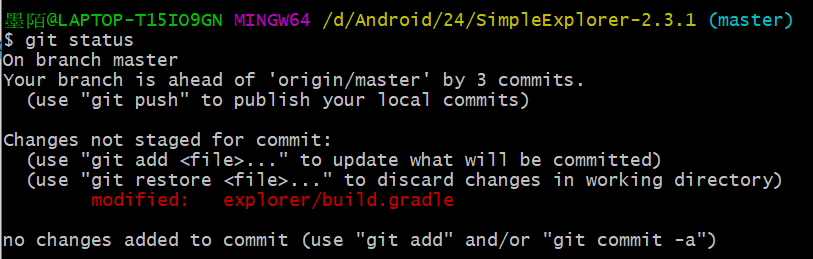 墨陌@LAPTOP-T15IO9GN MINGW64 /d/Android/24/SimpleExplorer-2.3.1 (master)
$ git status
On branch master
Your branch is ahead of 'origin/master' by 3 commits.
  (use "git push" to publish your local commits)

Changes not staged for commit:
  (use "git add <file>..." to update what will be committed)
  (use "git restore <file>..." to discard changes in working directory)
        modified:   explorer/build.gradle

no changes added to commit (use "git add" and/or "git commit -a")